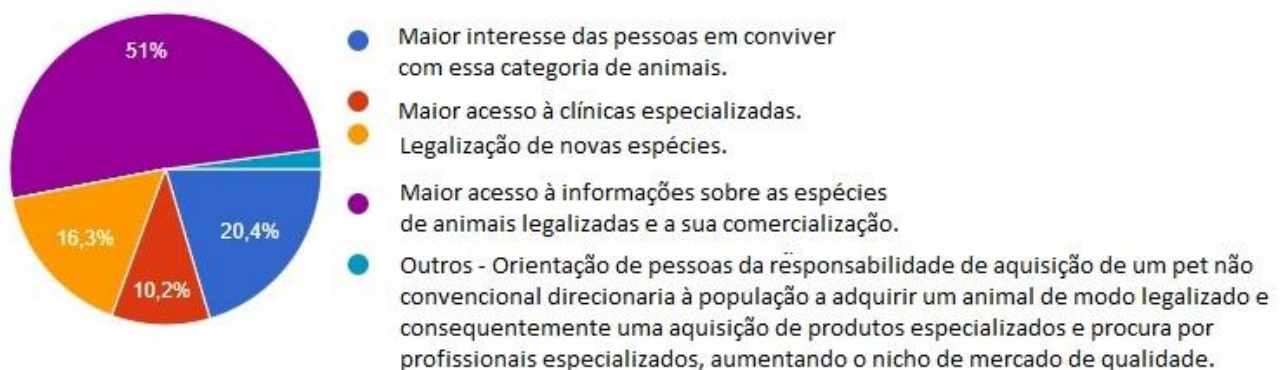 51%
20,4%
16,3%
10,2%
Maior interesse das pessoas em conviver
com essa categoria de animais.
Maior acesso à clínicas especializadas.
Legalização de novas espécies.
Maior acesso à informações sobre as espécies
de animais legalizadas e a sua comercialização.
Outros - Orientação de pessoas da responsabilidade de aquisição de um pet não
convencional direcionaria à população a adquirir um animal de modo legalizado e
consequentemente uma aquisição de produtos especializados e procura por
profissionais especializados, aumentando o nicho de mercado de qualidade.